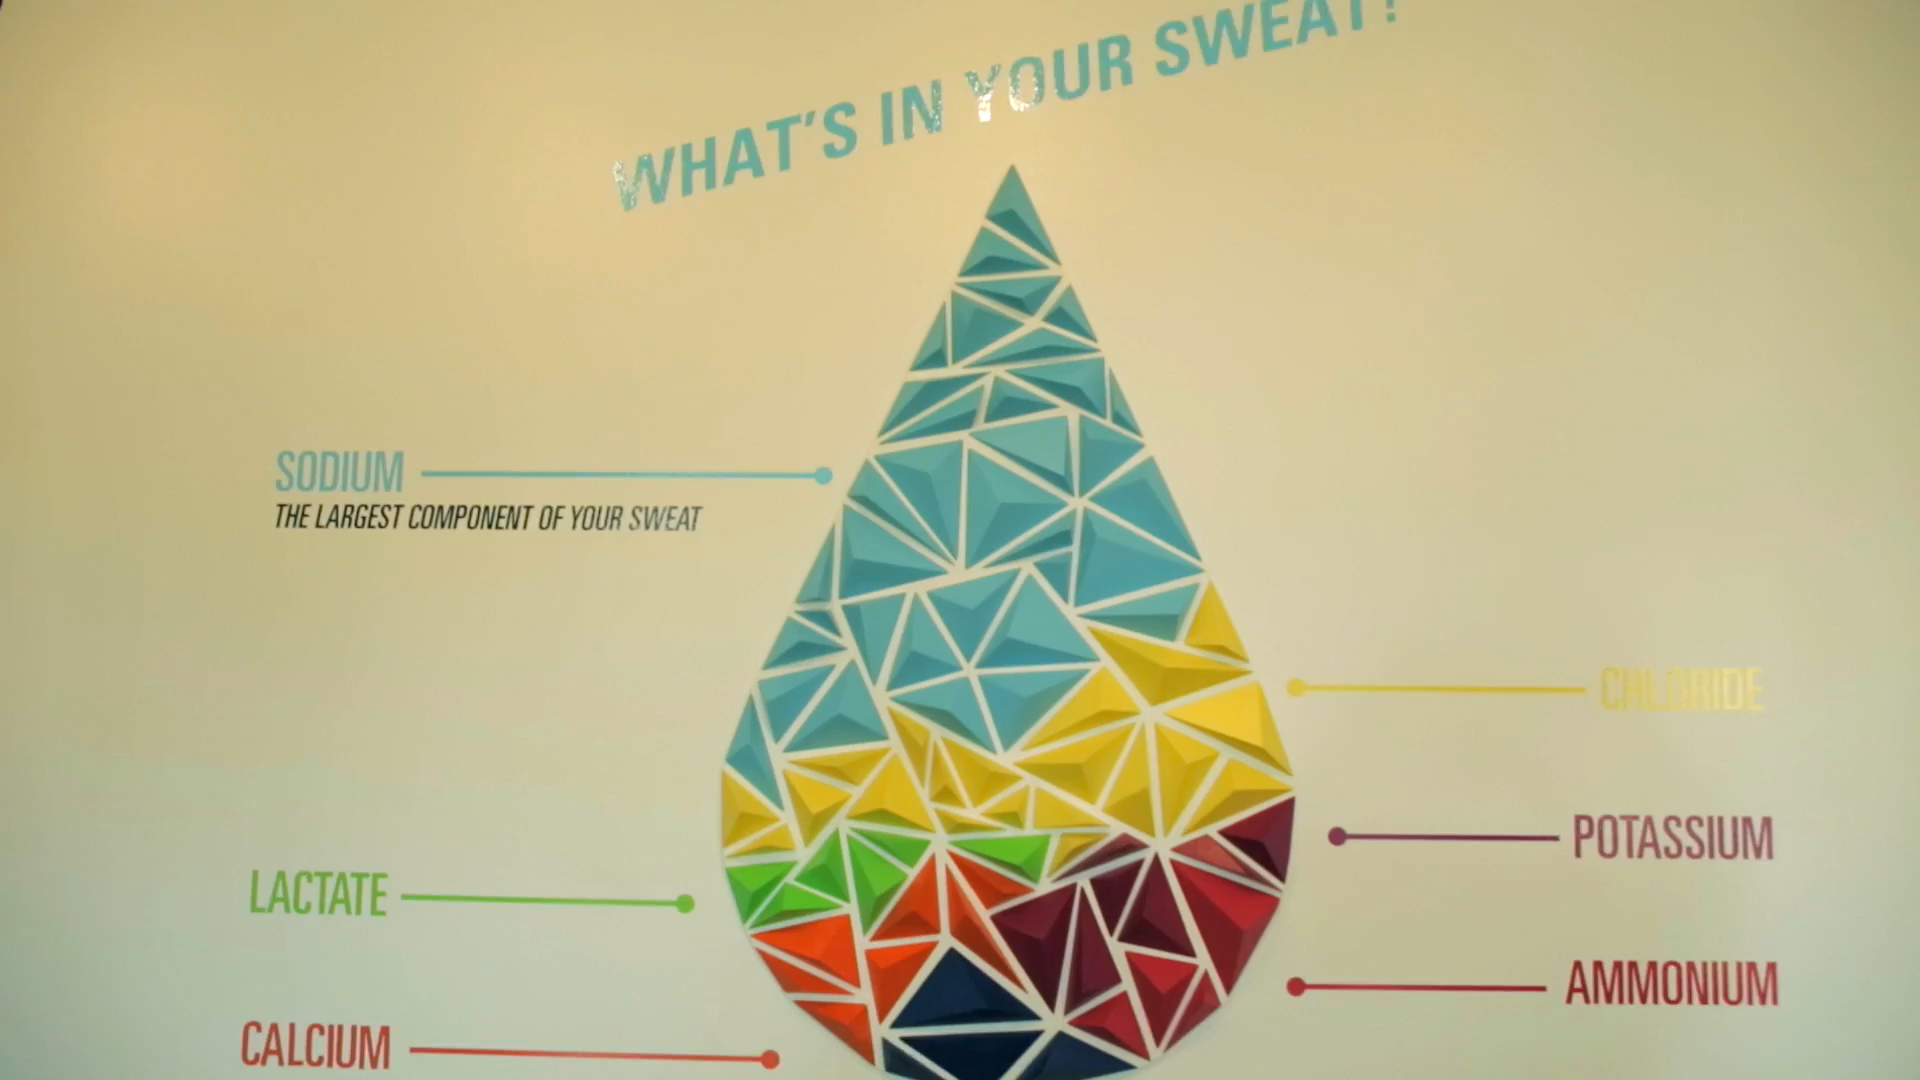 WHAT'S IN YOUR SWEAT?
SODIUM
THE LARGEST COMPONENT OF YOUR SWEAT
CHLORIDE
POTASSIUM
LACTATE
AMMONIUM
CALCIUM